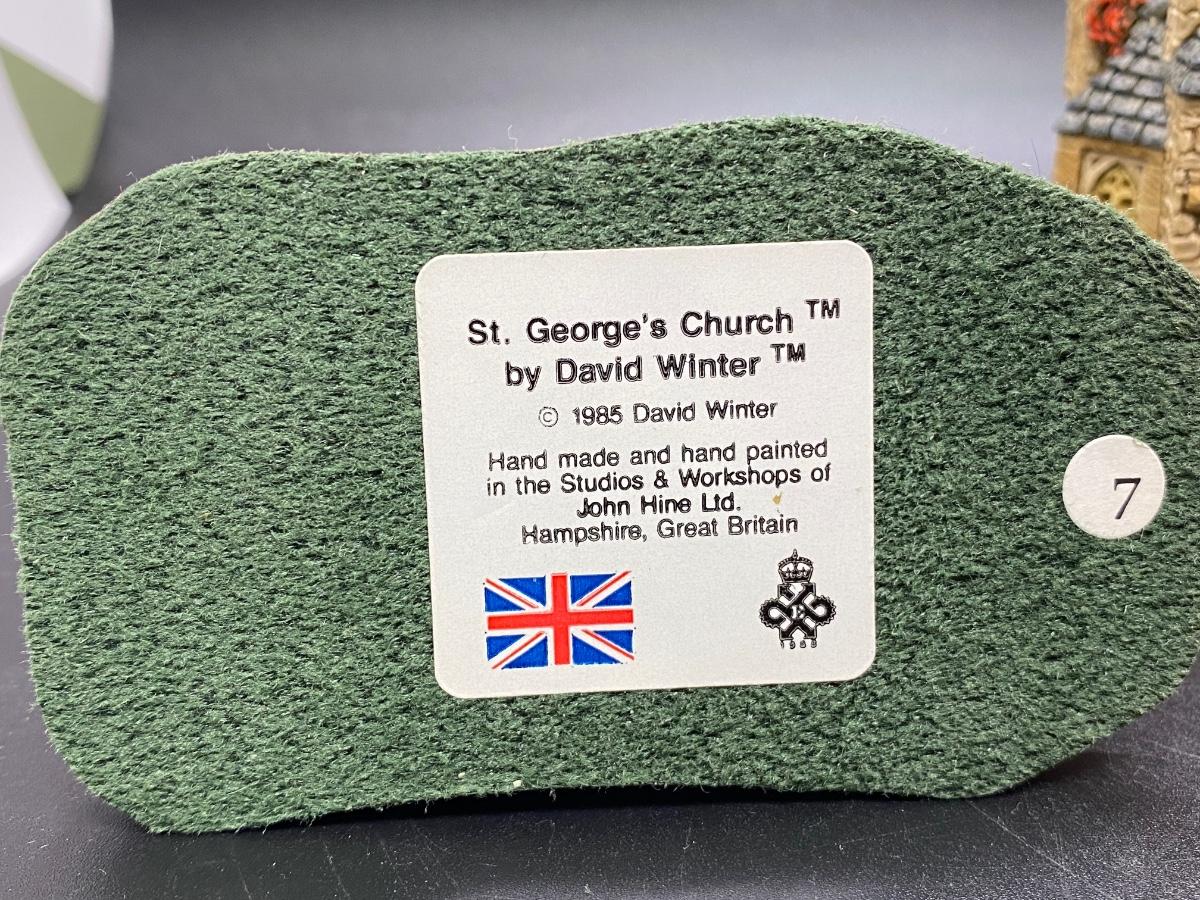 St. George's Church ™
by David Winter ™
© 1985 David Winter
Hand made and hand painted
in the Studios & Workshops of
John Hine Ltd.
Hampshire, Great Britain
7